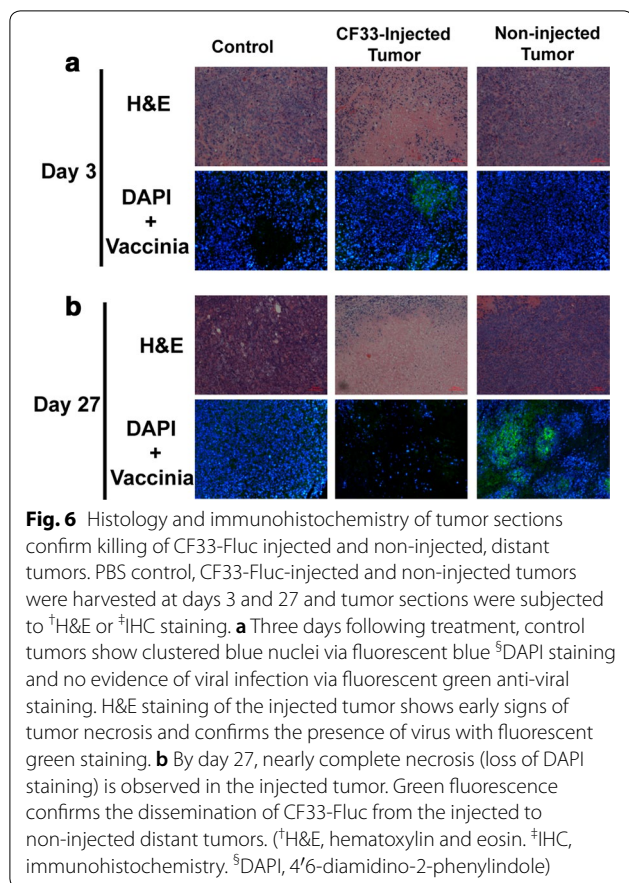 Control
CF33-Injected
Tumor
Non-injected
Tumor
a
H&E
Day 3
DAPI
+
Vaccinia
b
H&E
Day 27
DAPI
+
Vaccinia
Fig. 6 Histology and immunohistochemistry of tumor sections
confirm killing of CF33-Fluc injected and non-injected, distant
tumors. PBS control, CF33-Fluc-injected and non-injected tumors
were harvested at days 3 and 27 and tumor sections were subjected
to †H&E or ‡IHC staining. a Three days following treatment, control
tumors show clustered blue nuclei via fluorescent blue §DAPI staining
and no evidence of viral infection via fluorescent green anti-viral
staining. H&E staining of the injected tumor shows early signs of
tumor necrosis and confirms the presence of virus with fluorescent
green staining. b By day 27, nearly complete necrosis (loss of DAPI
staining) is observed in the injected tumor. Green fluorescence
confirms the dissemination of CF33-Fluc from the injected to
non-injected distant tumors. (†H&E, hematoxylin and eosin. ‡IHC,
immunohistochemistry. §DAPI, 4′6-diamidino-2-phenylindole)